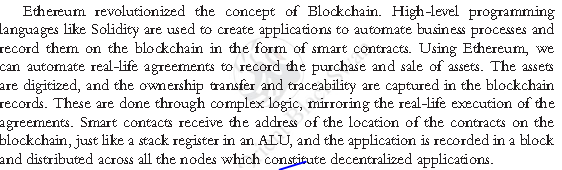 Ethereum revolutionized the concept of Blockchain. High-level programming
languages like Solidity are used to create applications to automate business processes and
record them on the blockchain in the form of smart contracts. Using Ethereum, we
can automate real-life agreements to record the purchase and sale of assets. The assets
are digitized, and the ownership transfer and traceability are captured in the blockchain
records. These are done through complex logic, mirroring the real-life execution of the
agreements. Smart contacts receive the address of the location of the contracts on the
blockchain, just like a stack register in an ALU, and the application is recorded in a block
and distributed across all the nodes which constitute decentralized applications.